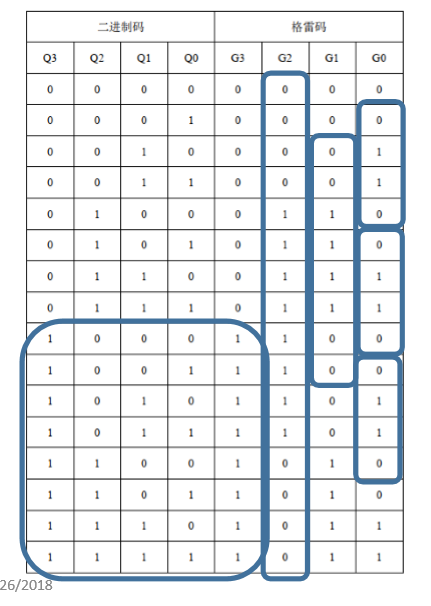 二进制码 格雷码
Q3 Q2 Q1 Q0 G3 G2 G1 G0
0 0 0 0 0 0 0 0
0 0 0 1 0 0 0 0
0 0 1 0 0 0 0 1
0 0 1 1 0 0 0 1
0 1 0 0 0 1 1 0
0 1 0 1 0 1 1 0
0 1 1 0 0 1 1 1
0 1 1 1 0 1 1 1
1 0 0 0 1 1 0 0
1 0 0 1 1 1 0 0
1 0 1 0 1 1 0 1
1 0 1 1 1 1 0 1
1 1 0 0 1 0 1 0
1 1 0 1 1 0 1 0
1 1 1 0 1 0 1 1
1 1 1 1 1 0 1 1
26/2018